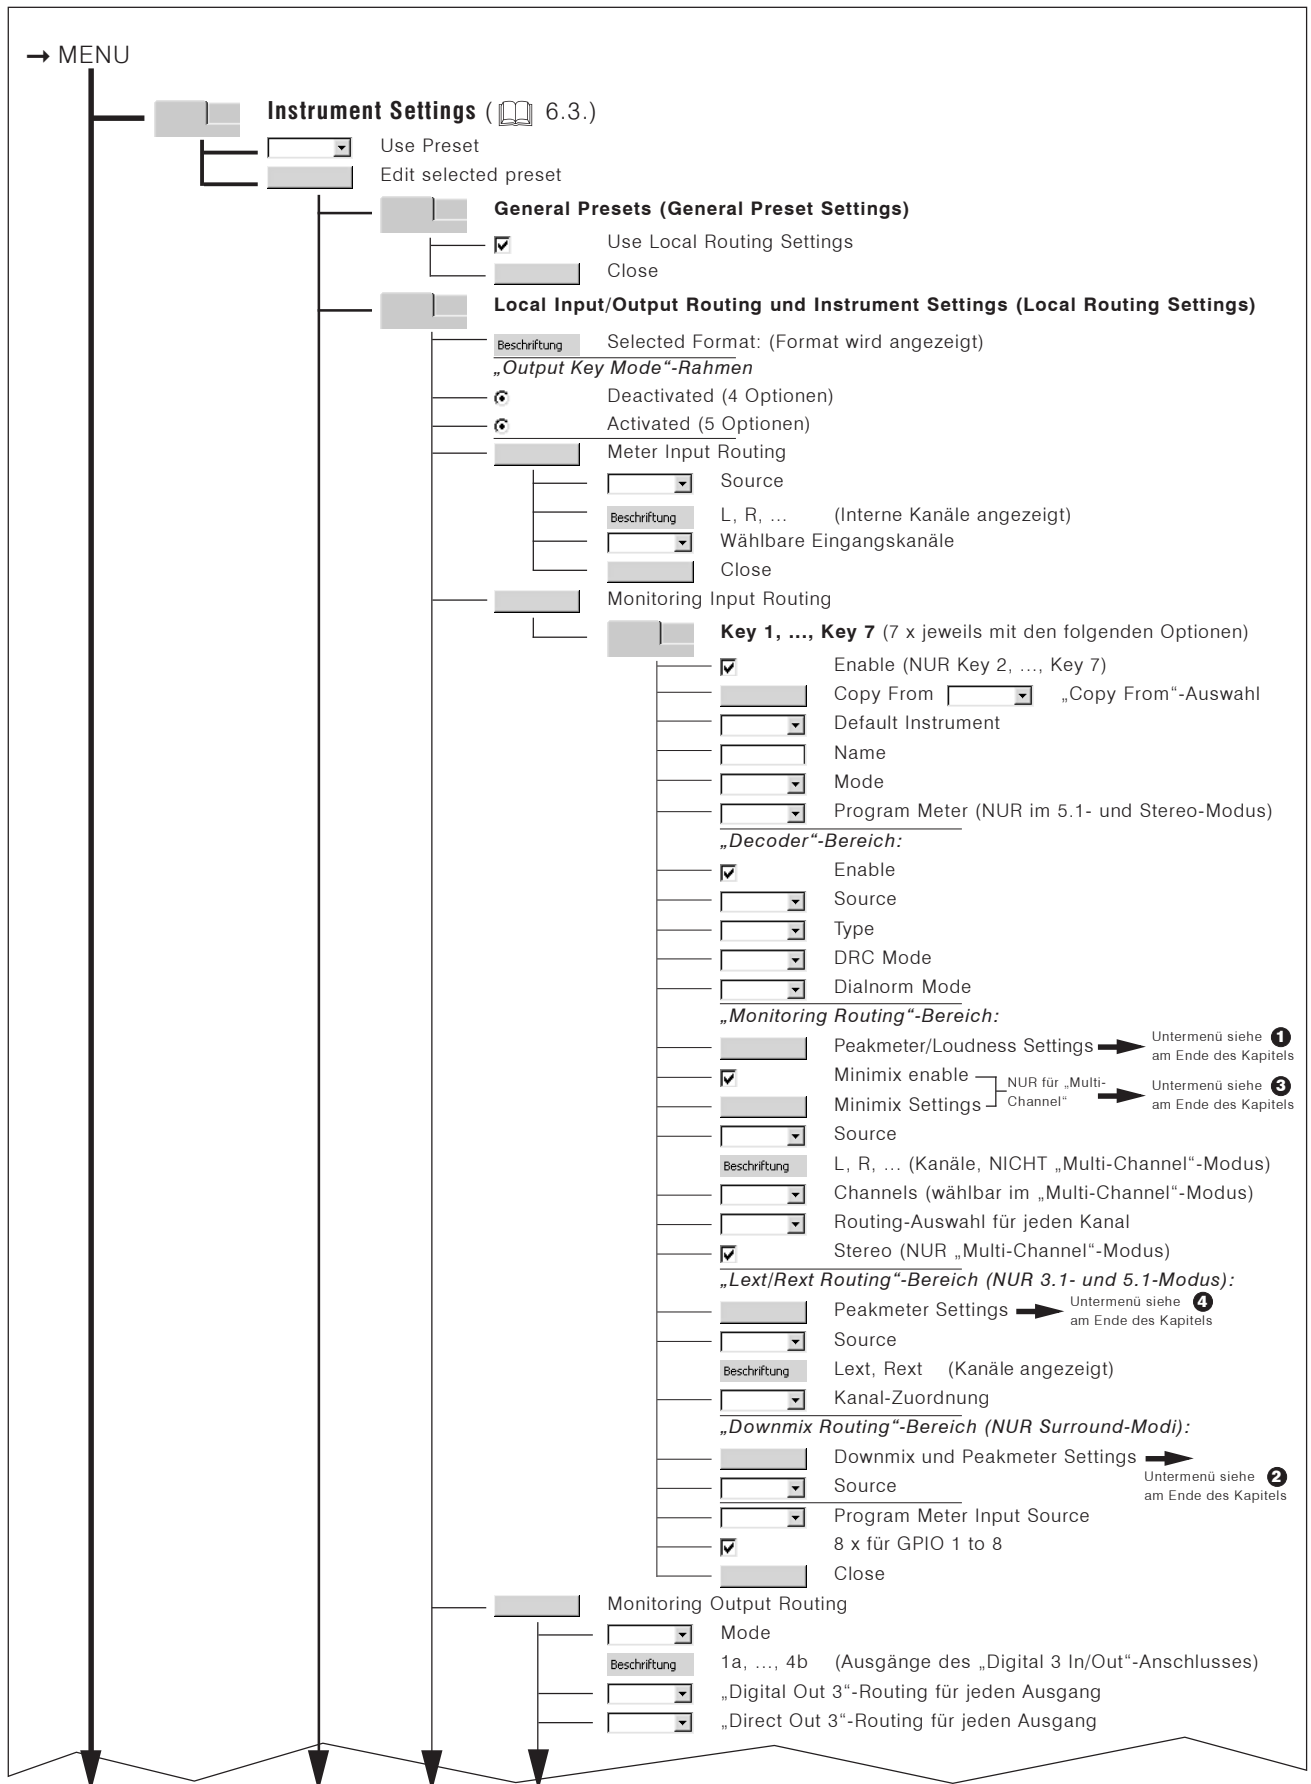 → MENU
Instrument Settings ( 6.3.)
Use Preset
Edit selected preset
General Presets (General Preset Settings)
Use Local Routing Settings
Close
Local Input/Output Routing und Instrument Settings (Local Routing Settings)
Beschriftung Selected Format: (Format wird angezeigt)
„Output Key Mode“-Rahmen
Deactivated (4 Optionen)
Activated (5 Optionen)
Meter Input Routing
Source
Beschriftung L, R, ... (Interne Kanäle angezeigt)
Wählbare Eingangskanäle
Close
Monitoring Input Routing
Key 1, ..., Key 7 (7 x jeweils mit den folgenden Optionen)
Enable (NUR Key 2, ..., Key 7)
Copy From „Copy From“-Auswahl
Default Instrument
Name
Mode
Program Meter (NUR im 5.1- und Stereo-Modus)
„Decoder“-Bereich:
Enable
Source
Type
DRC Mode
Dialnorm Mode
„Monitoring Routing“-Bereich:
Peakmeter/Loudness Settings Untermenü siehe 1
am Ende des Kapitels
Minimix enable
NUR für „Multi-
Channel“
Untermenü siehe 3
am Ende des Kapitels
Minimix Settings
Source
Beschriftung L, R, ... (Kanäle, NICHT „Multi-Channel“-Modus)
Channels (wählbar im „Multi-Channel“-Modus)
Routing-Auswahl für jeden Kanal
Stereo (NUR „Multi-Channel“-Modus)
„Lext/Rext Routing“-Bereich (NUR 3.1- und 5.1-Modus):
Peakmeter Settings Untermenü siehe 4
am Ende des Kapitels
Source
Beschriftung Lext, Rext (Kanäle angezeigt)
Kanal-Zuordnung
„Downmix Routing“-Bereich (NUR Surround-Modi):
Downmix und Peakmeter Settings
Untermenü siehe 2
am Ende des Kapitels
Source
Program Meter Input Source
8 x für GPIO 1 to 8
Close
Monitoring Output Routing
Mode
Beschriftung 1a, ..., 4b (Ausgänge des „Digital 3 In/Out“-Anschlusses)
„Digital Out 3“-Routing für jeden Ausgang
„Direct Out 3“-Routing für jeden Ausgang